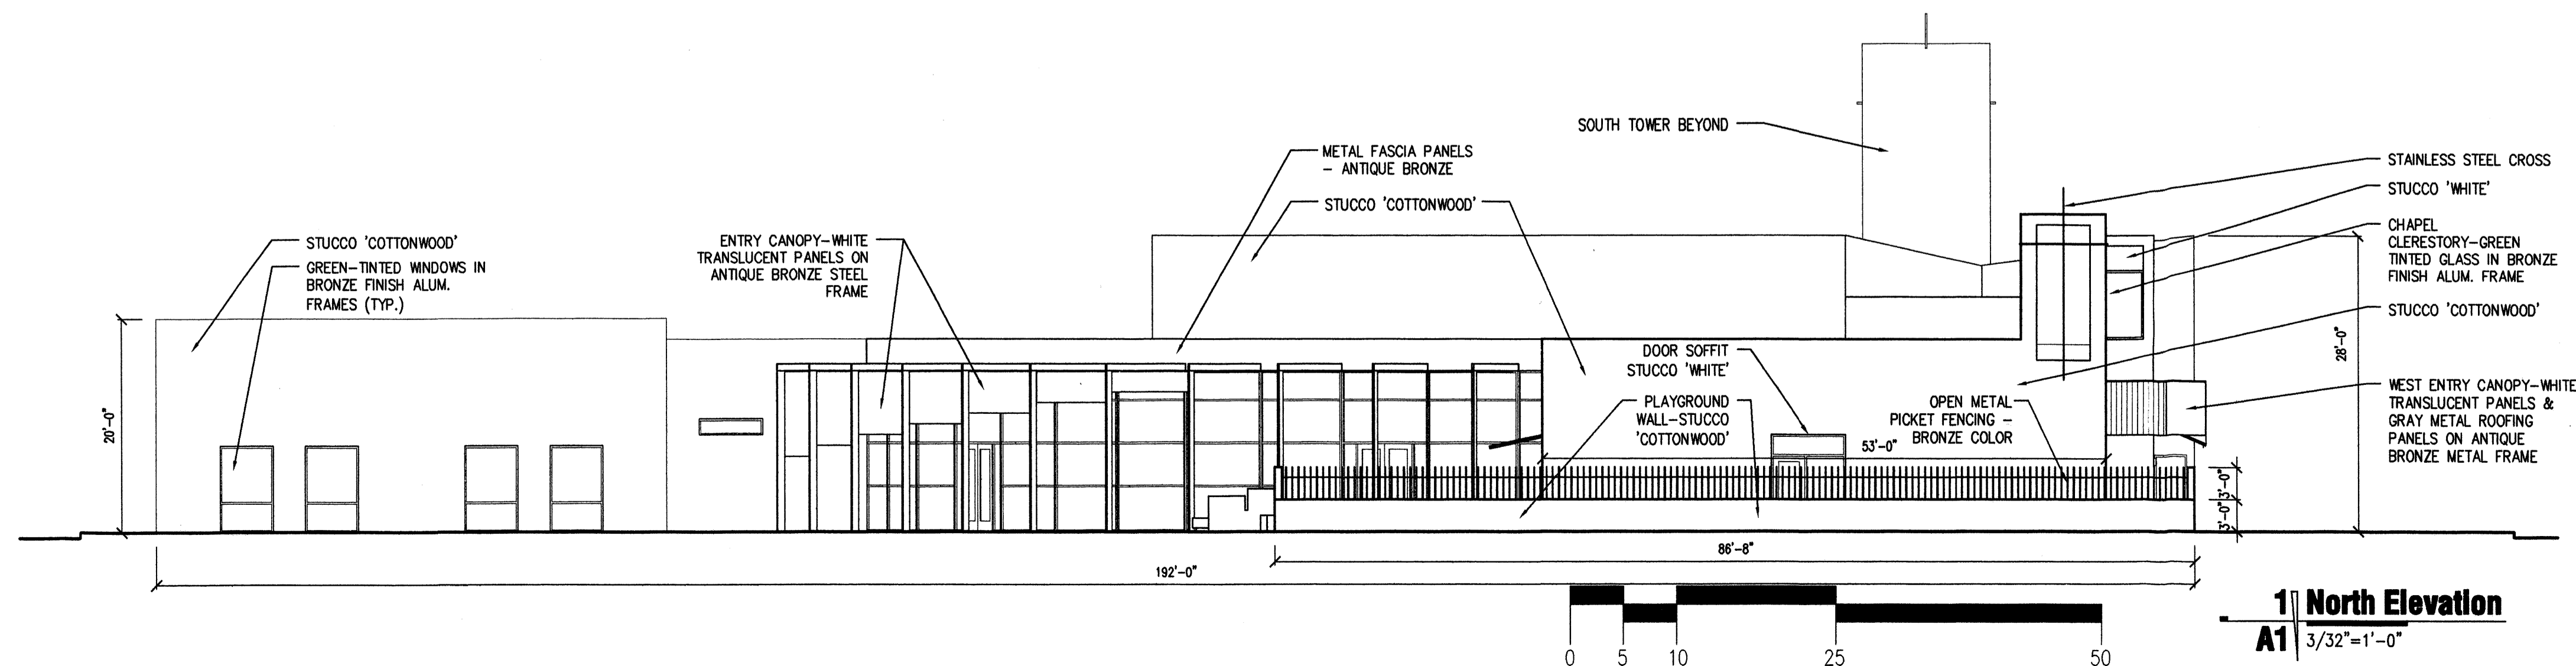 SOUTH TOWER BEYOND
METAL FASCIA PANELS
- ANTIQUE BRONZE
STUCCO 'COTTONWOOD'
STAINLESS STEEL CROSS
STUCCO 'WHITE'
CHAPEL
CLERESTORY-GREEN
TINTED GLASS IN BRONZE
FINISH ALUM. FRAME
STUCCO 'COTTONWOOD'
STUCCO 'COTTONWOOD'
GREEN-TINTED WINDOWS IN
BRONZE FINISH ALUM.
FRAMES (TYP.)
ENTRY CANOPY-WHITE
TRANSLUCENT PANELS ON
ANTIQUE BRONZE STEEL
FRAME
DOOR SOFFIT
STUCCO 'WHITE'
PLAYGROUND
WALL-STUCCO
'COTTONWOOD'
OPEN METAL
PICKET FENCING -
BRONZE COLOR
WEST ENTRY CANOPY-WHITE
TRANSLUCENT PANELS &
GRAY METAL ROOFING
PANELS ON ANTIQUE
BRONZE METAL FRAME
20'-0"
28'-0"
53'-0"
3'-0"
3'-0"
86'-8"
192'-0"
0 5 10 25 50
1 North Elevation
A1 3/32"=1'-0"